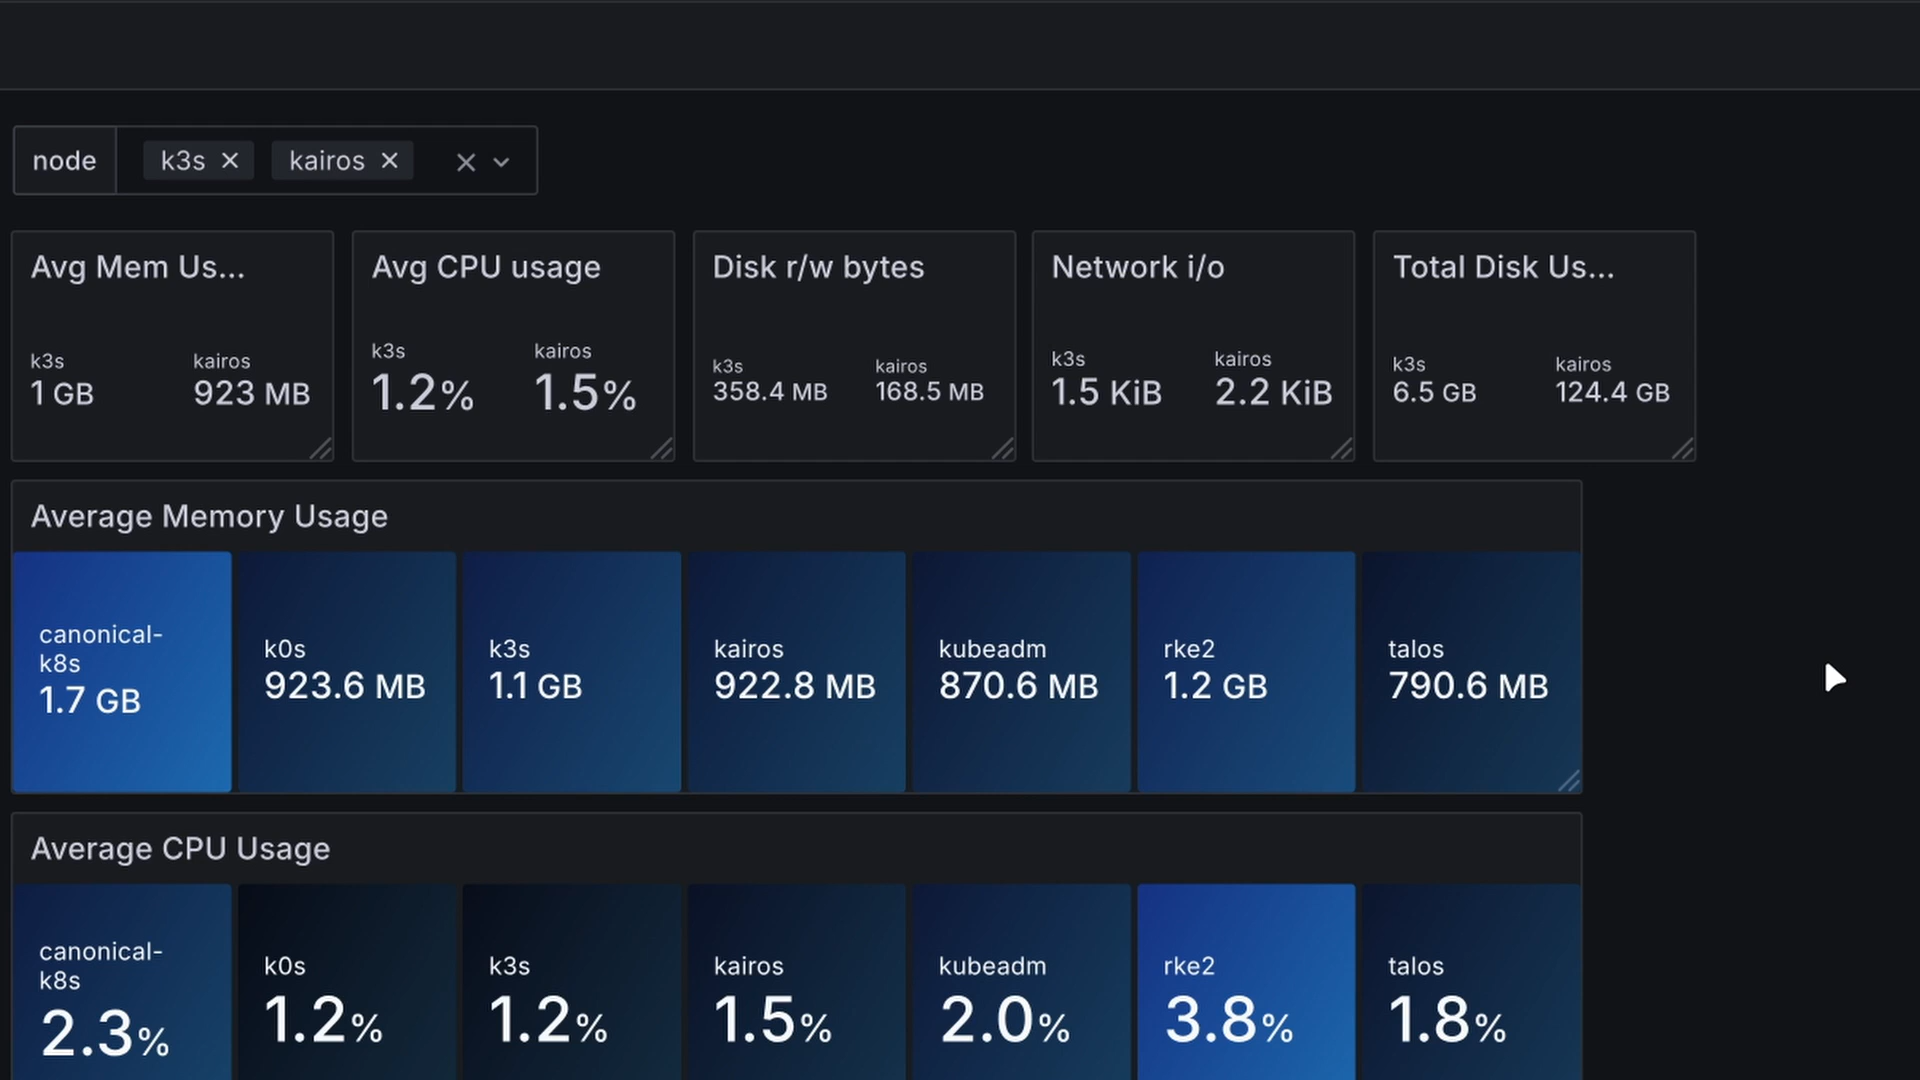 node k3s kairos
Avg Mem Us... Avg CPU usage Disk r/w bytes Network i/o Total Disk Us...
k3s kairos k3s kairos k3s kairos k3s kairos k3s kairos
1 GB 923 MB 1.2% 1.5% 358.4 MB 168.5 MB 1.5 KiB 2.2 KiB 6.5 GB 124.4 GB
Average Memory Usage
canonical-
k8s
1.7 GB
k0s
923.6 MB
k3s
1.1 GB
kairos
922.8 MB
kubeadm
870.6 MB
rke2
1.2 GB
talos
790.6 MB
Average CPU Usage
canonical-
k8s
2.3%
k0s
1.2%
k3s
1.2%
kairos
1.5%
kubeadm
2.0%
rke2
3.8%
talos
1.8%